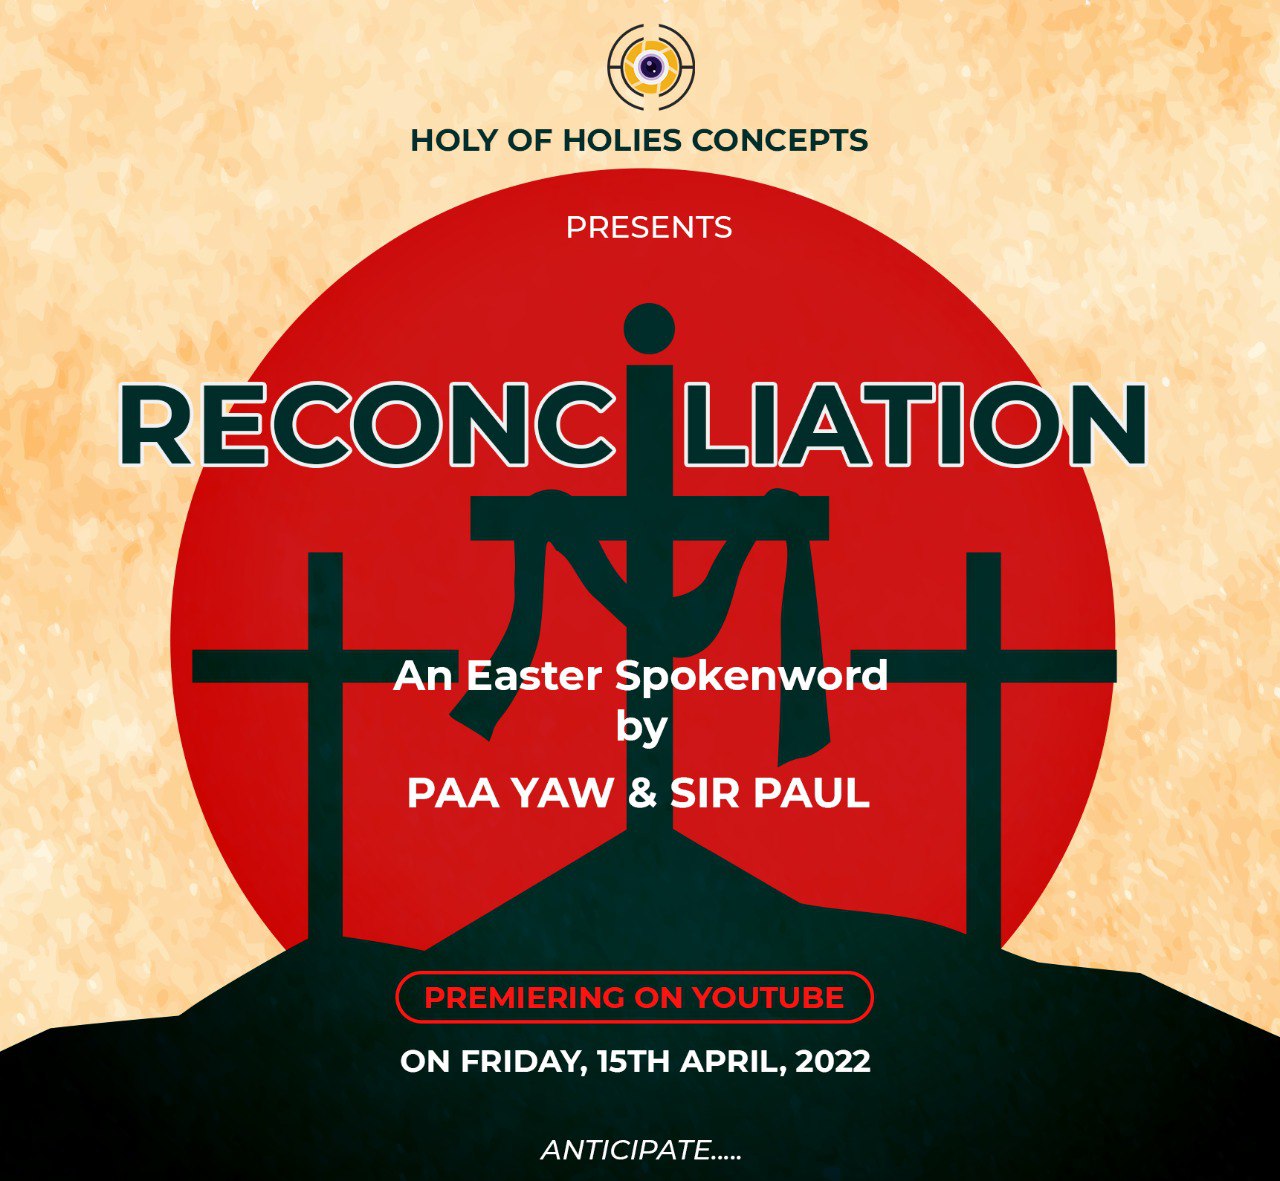 HOLY OF HOLIES CONCEPTS
PRESENTS
RECONCiLIATION
An Easter Spokenword
by
PAA YAW & SIR PAUL
PREMIERING ON YOUTUBE
ON FRIDAY, 15TH APRIL, 2022
ANTICIPATE.....